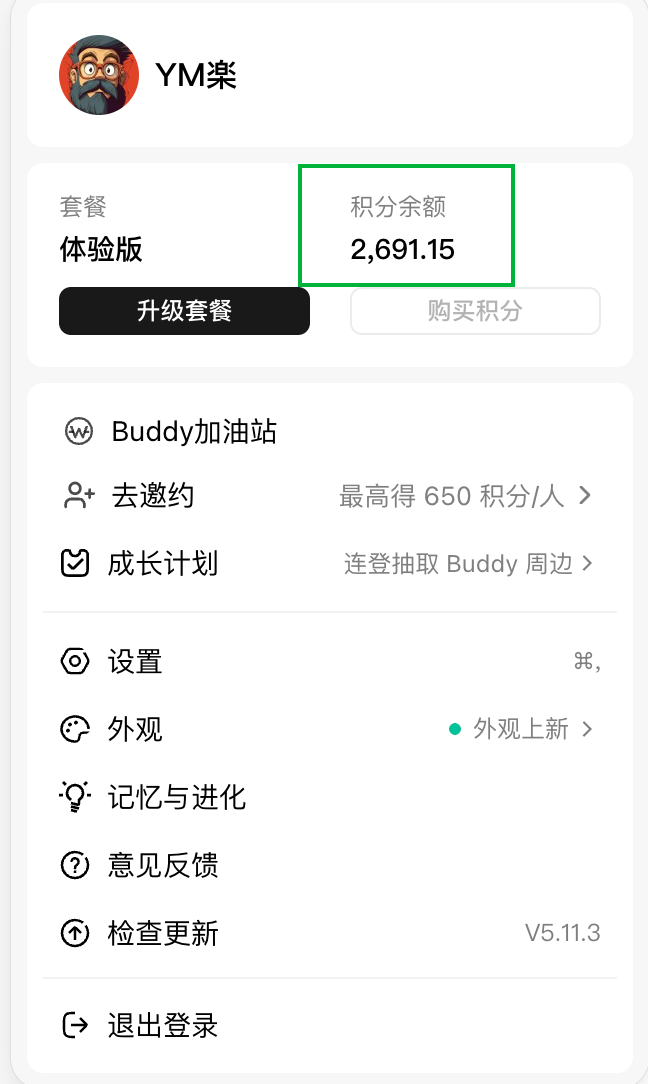 YM楽
套餐
积分余额
体验版
2,691.15
升级套餐
购买积分
Buddy加油站
去邀约
最高得 650 积分/人
成长计划
连登抽取 Buddy 周边
设置
⌘,
外观
外观上新
记忆与进化
意见反馈
检查更新
V5.11.3
退出登录